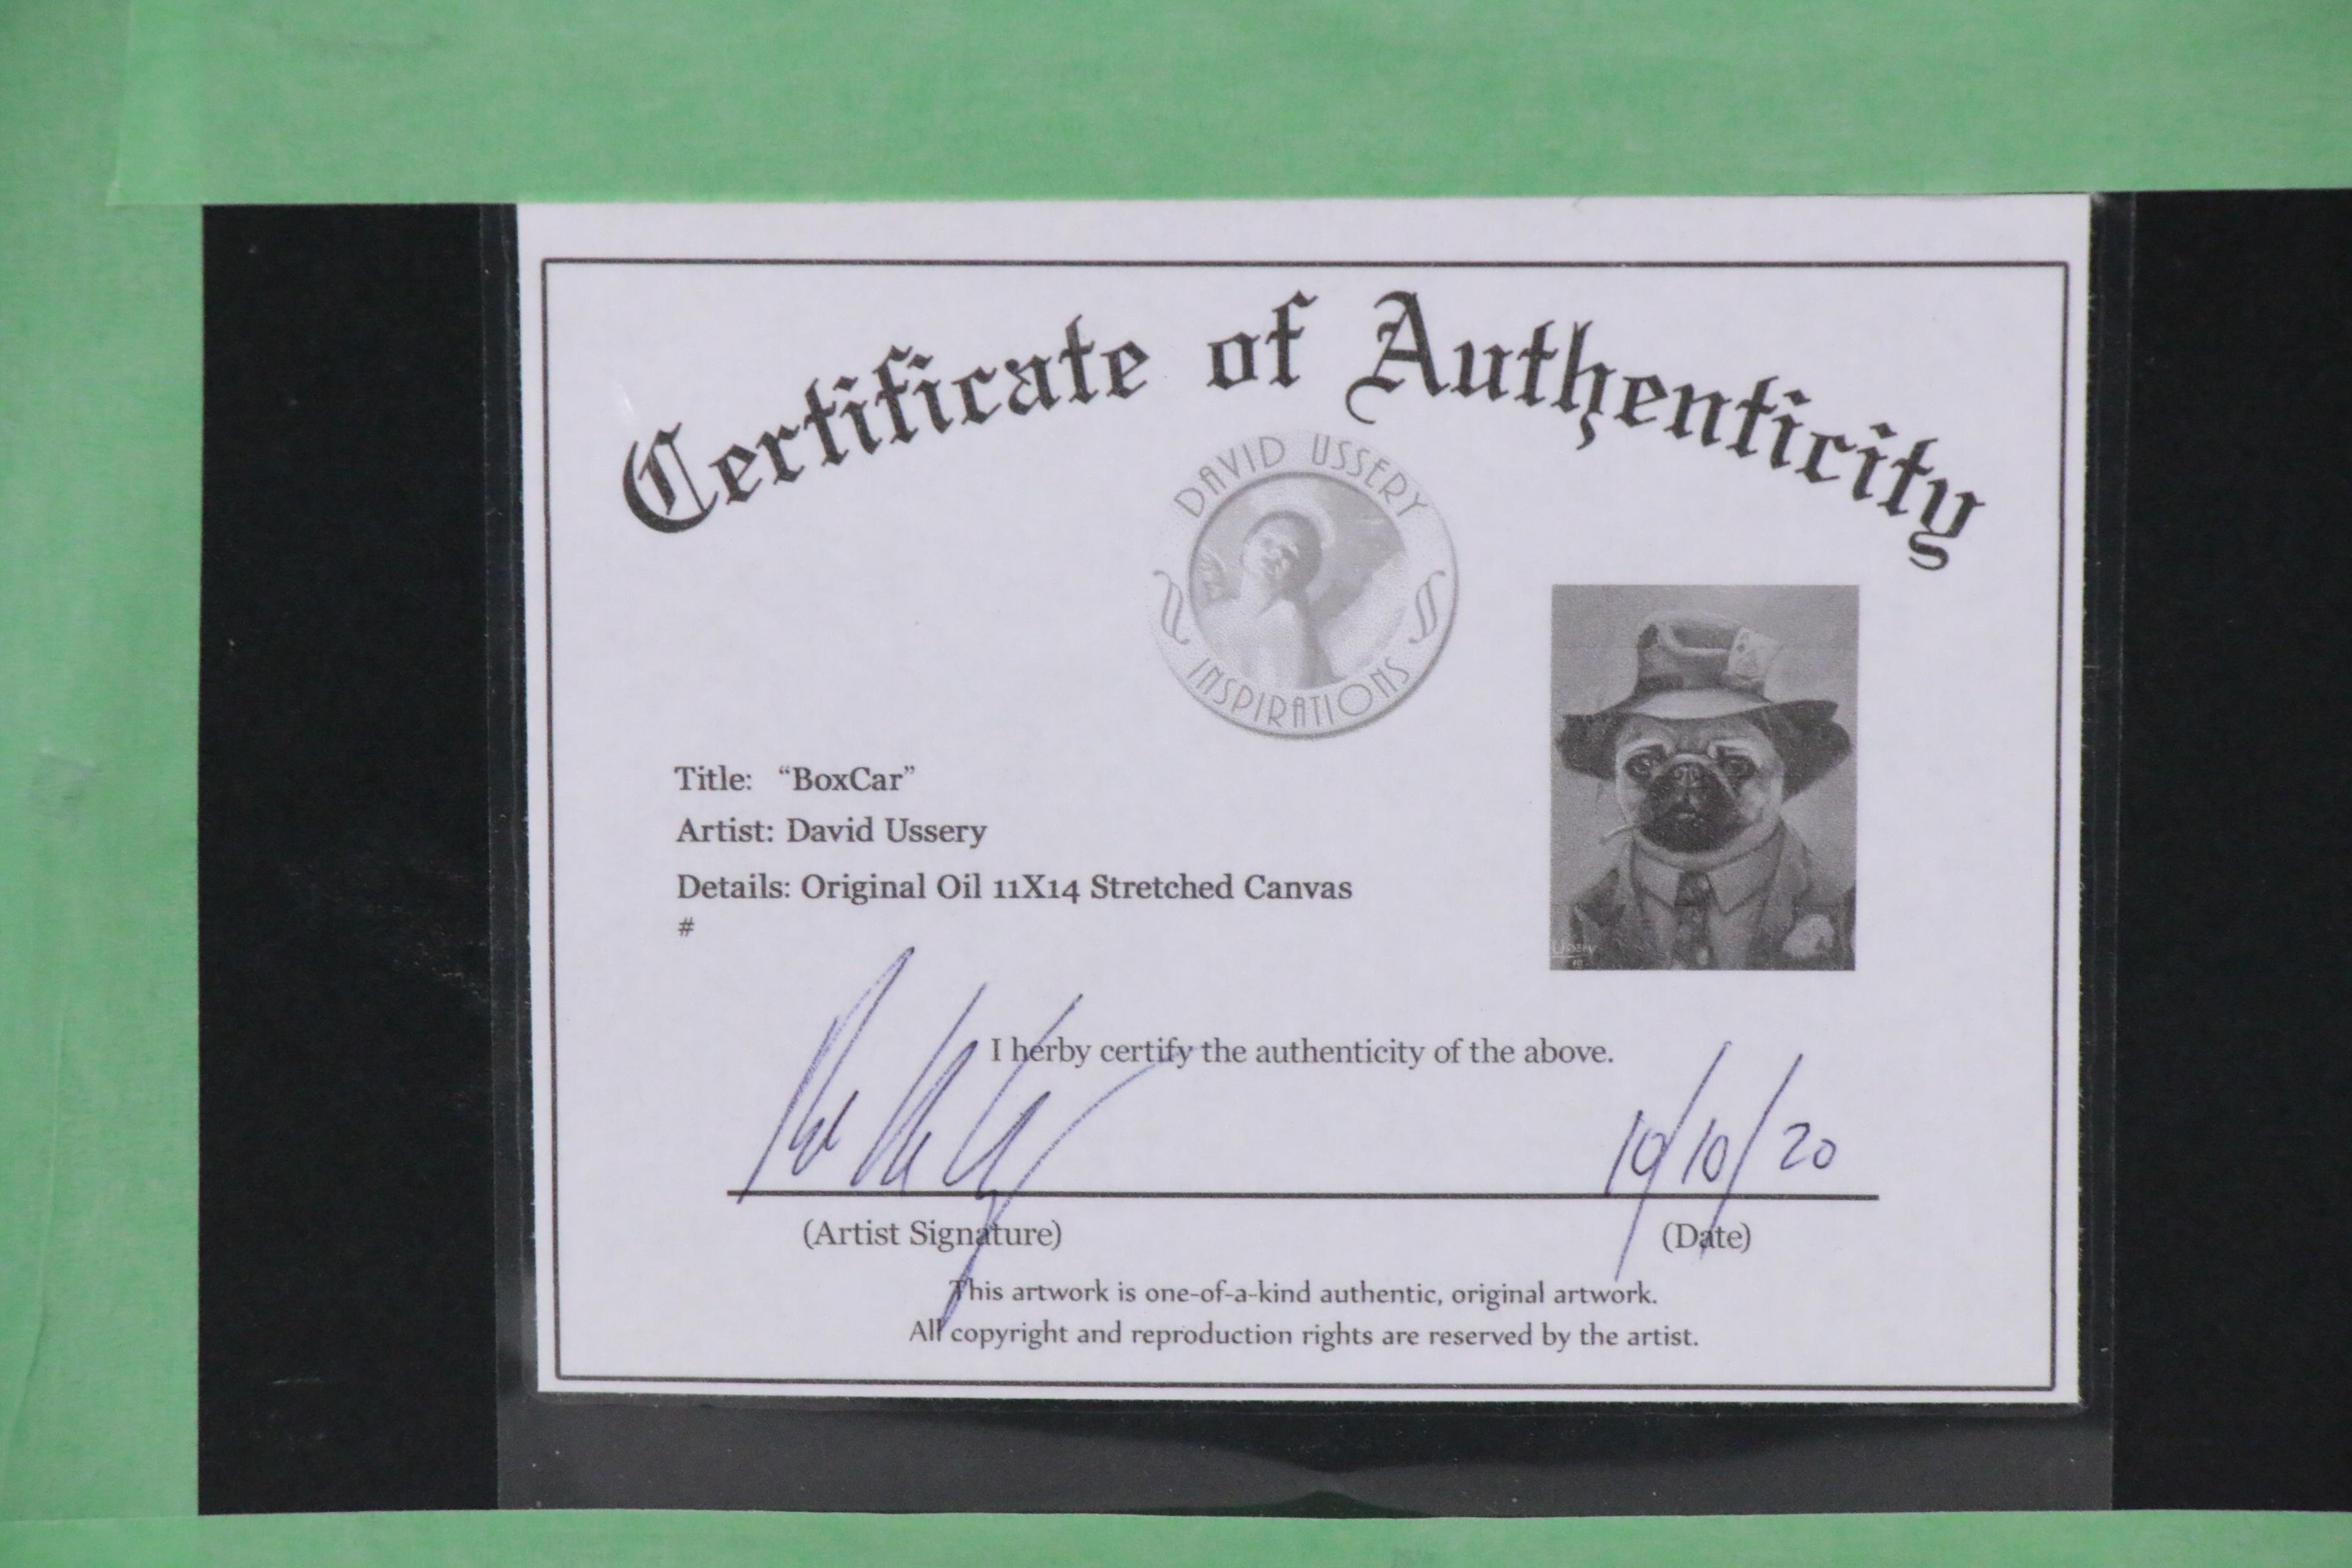 Certificate of Authenticity
DAVID USSERY
INSPIRATIONS
Title: “BoxCar”
Artist: David Ussery
Details: Original Oil 11X14 Stretched Canvas
#
Ussery
I herby certify the authenticity of the above.
10/10/20
(Artist Signature) (Date)
This artwork is one-of-a-kind authentic, original artwork.
All copyright and reproduction rights are reserved by the artist.